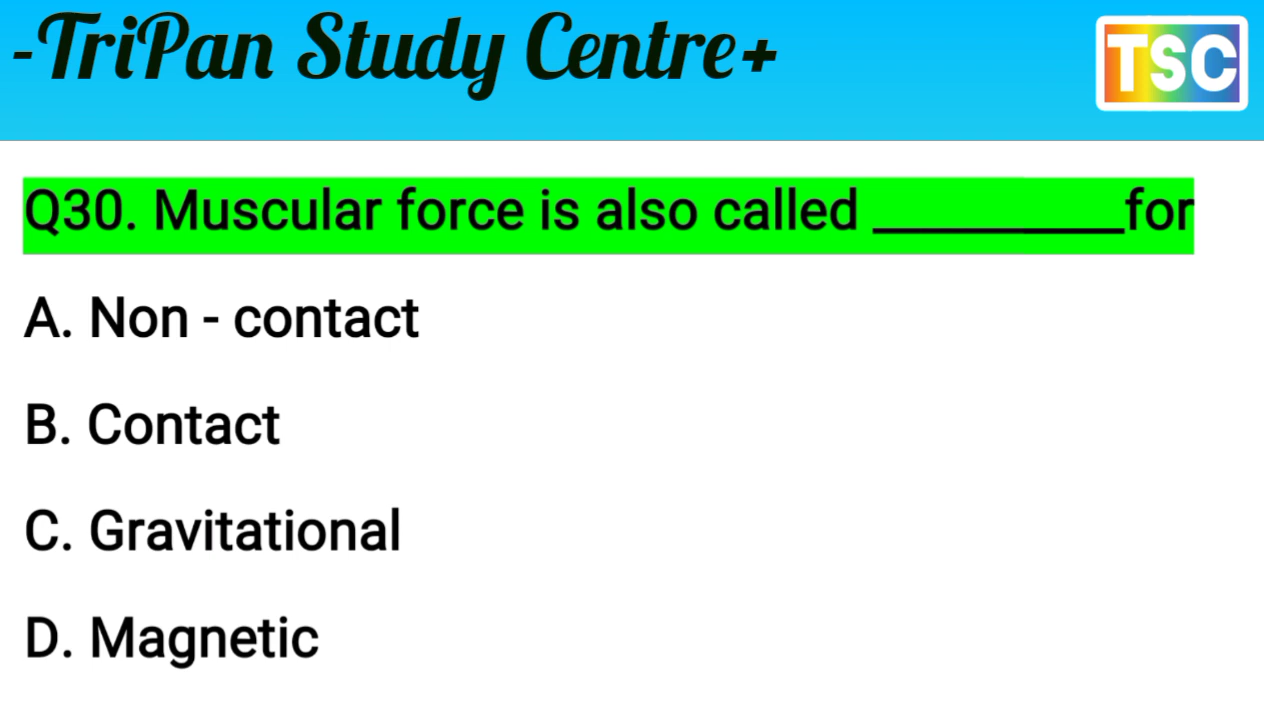 -TriPan Study Centre+
TSC
Q30. Muscular force is also called _________for
A. Non - contact
B. Contact
C. Gravitational
D. Magnetic